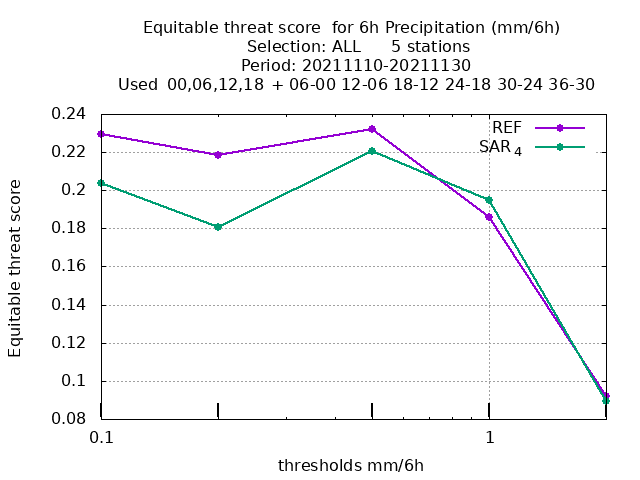 Equitable threat score  for 6h Precipitation (mm/6h)
Selection: ALL      5 stations
Period: 20211110-20211130
Used  00,06,12,18  + 06-00 12-06 18-12 24-18 30-24 36-30
REF
SAR4
0.24
0.22
0.2
0.18
0.16
0.14
0.12
0.1
0.08
Equitable threat score
0.1
1
thresholds mm/6h